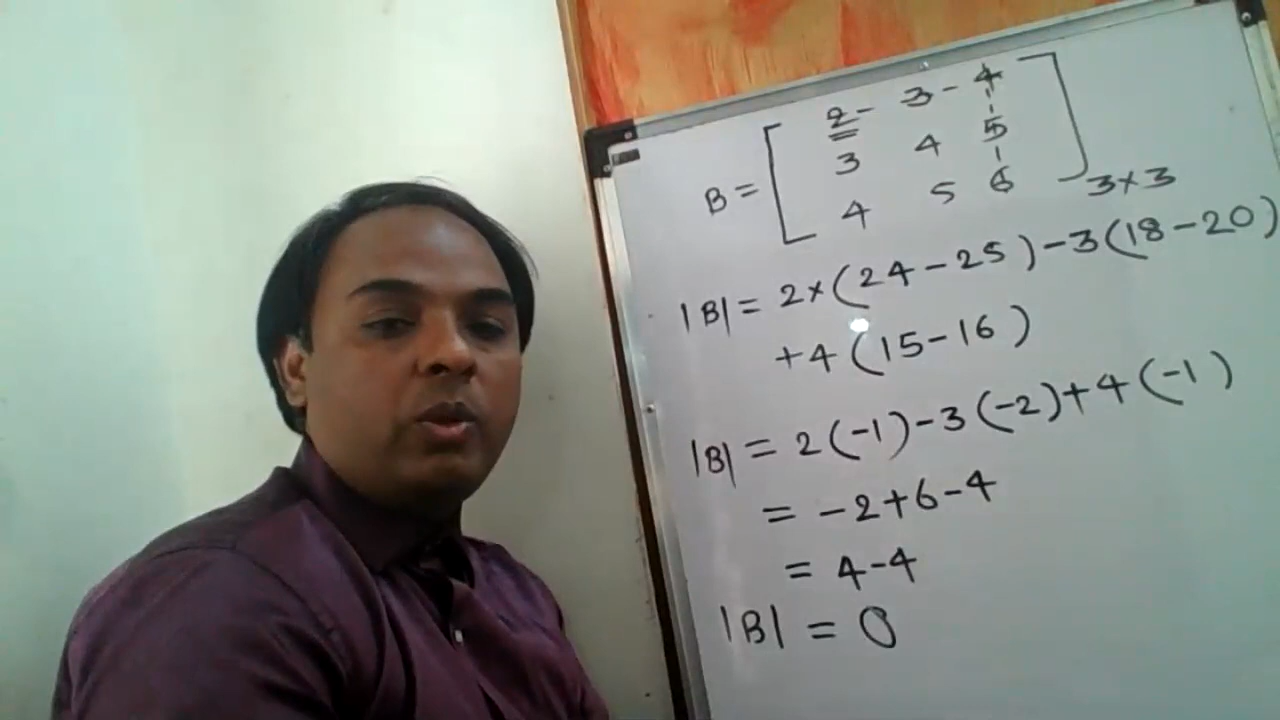 2 - 3 - 4
3 4 5
B = [ 4 5 6 ] 3×3
|B| = 2×(24-25)-3(18-20)
+4(15-16)
|B| = 2(-1)-3(-2)+4(-1)
= -2+6-4
= 4-4
|B| = 0